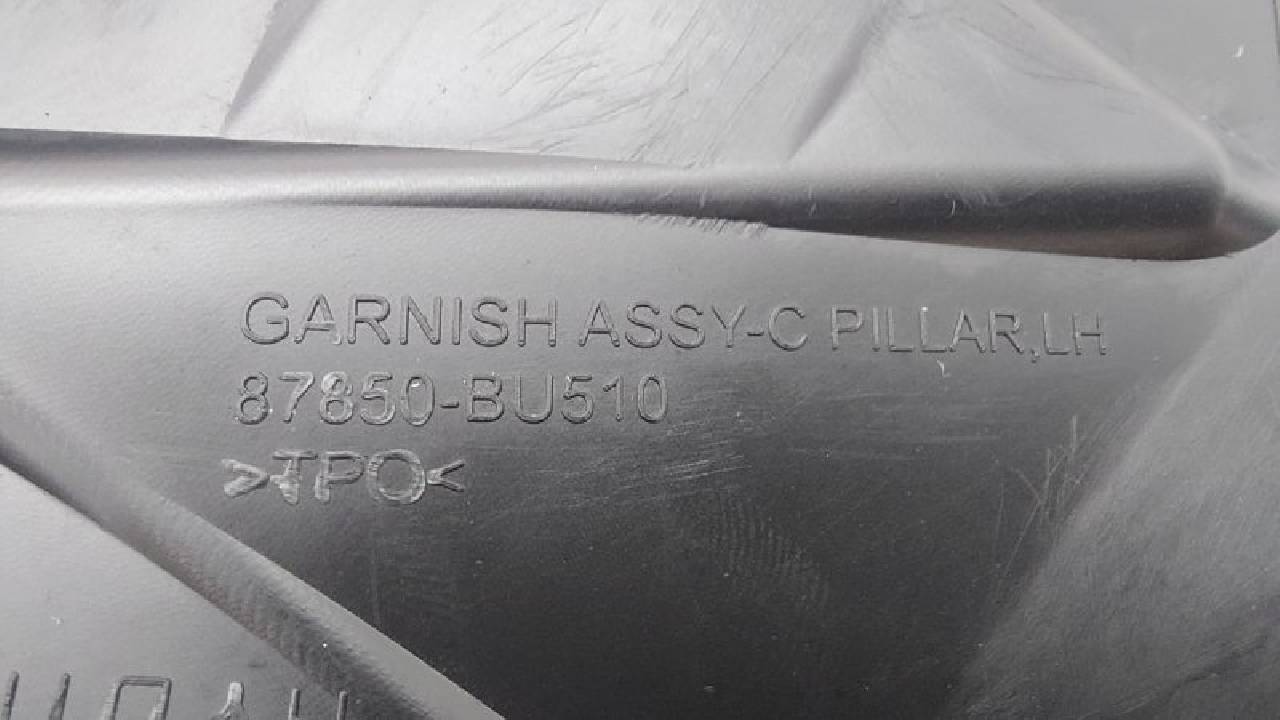 GARNISH ASSY-C PILLAR,LH
87850-BU510
>TPO<